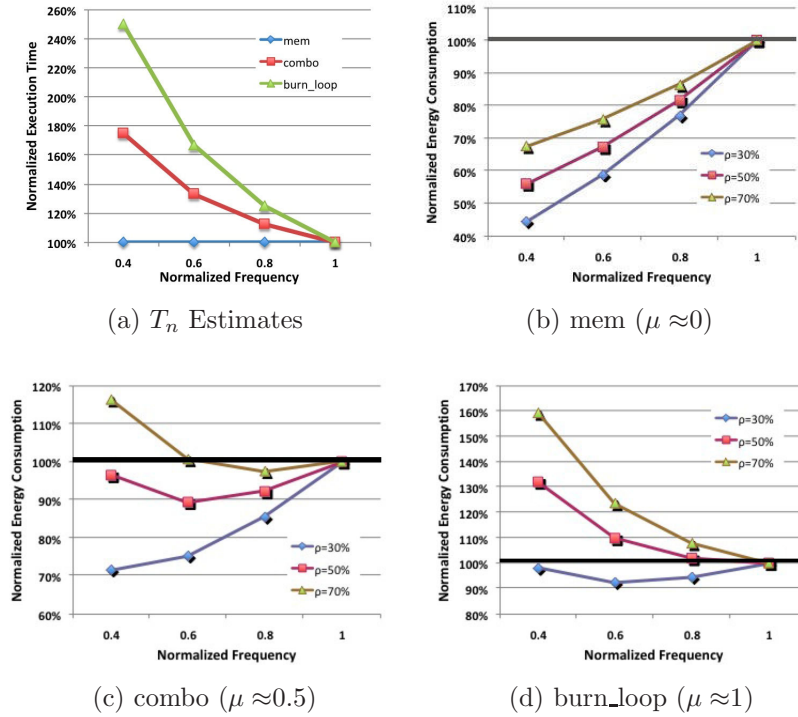 260%
240%
220%
200%
180%
160%
140%
120%
100%
Normalized Execution Time
mem
combo
burn_loop
0.4 0.6 0.8 1
Normalized Frequency
(a) Tn Estimates
110%
100%
90%
80%
70%
60%
50%
40%
Normalized Energy Consumption
ρ=30%
ρ=50%
ρ=70%
0.4 0.6 0.8 1
Normalized Frequency
(b) mem (μ ≈0)
120%
110%
100%
90%
80%
70%
60%
Normalized Energy Consumption
ρ=30%
ρ=50%
ρ=70%
0.4 0.6 0.8 1
Normalized Frequency
(c) combo (μ ≈0.5)
170%
160%
150%
140%
130%
120%
110%
100%
90%
80%
Normalized Energy Consumption
ρ=30%
ρ=50%
ρ=70%
0.4 0.6 0.8 1
Normalized Frequency
(d) burn_loop (μ ≈1)